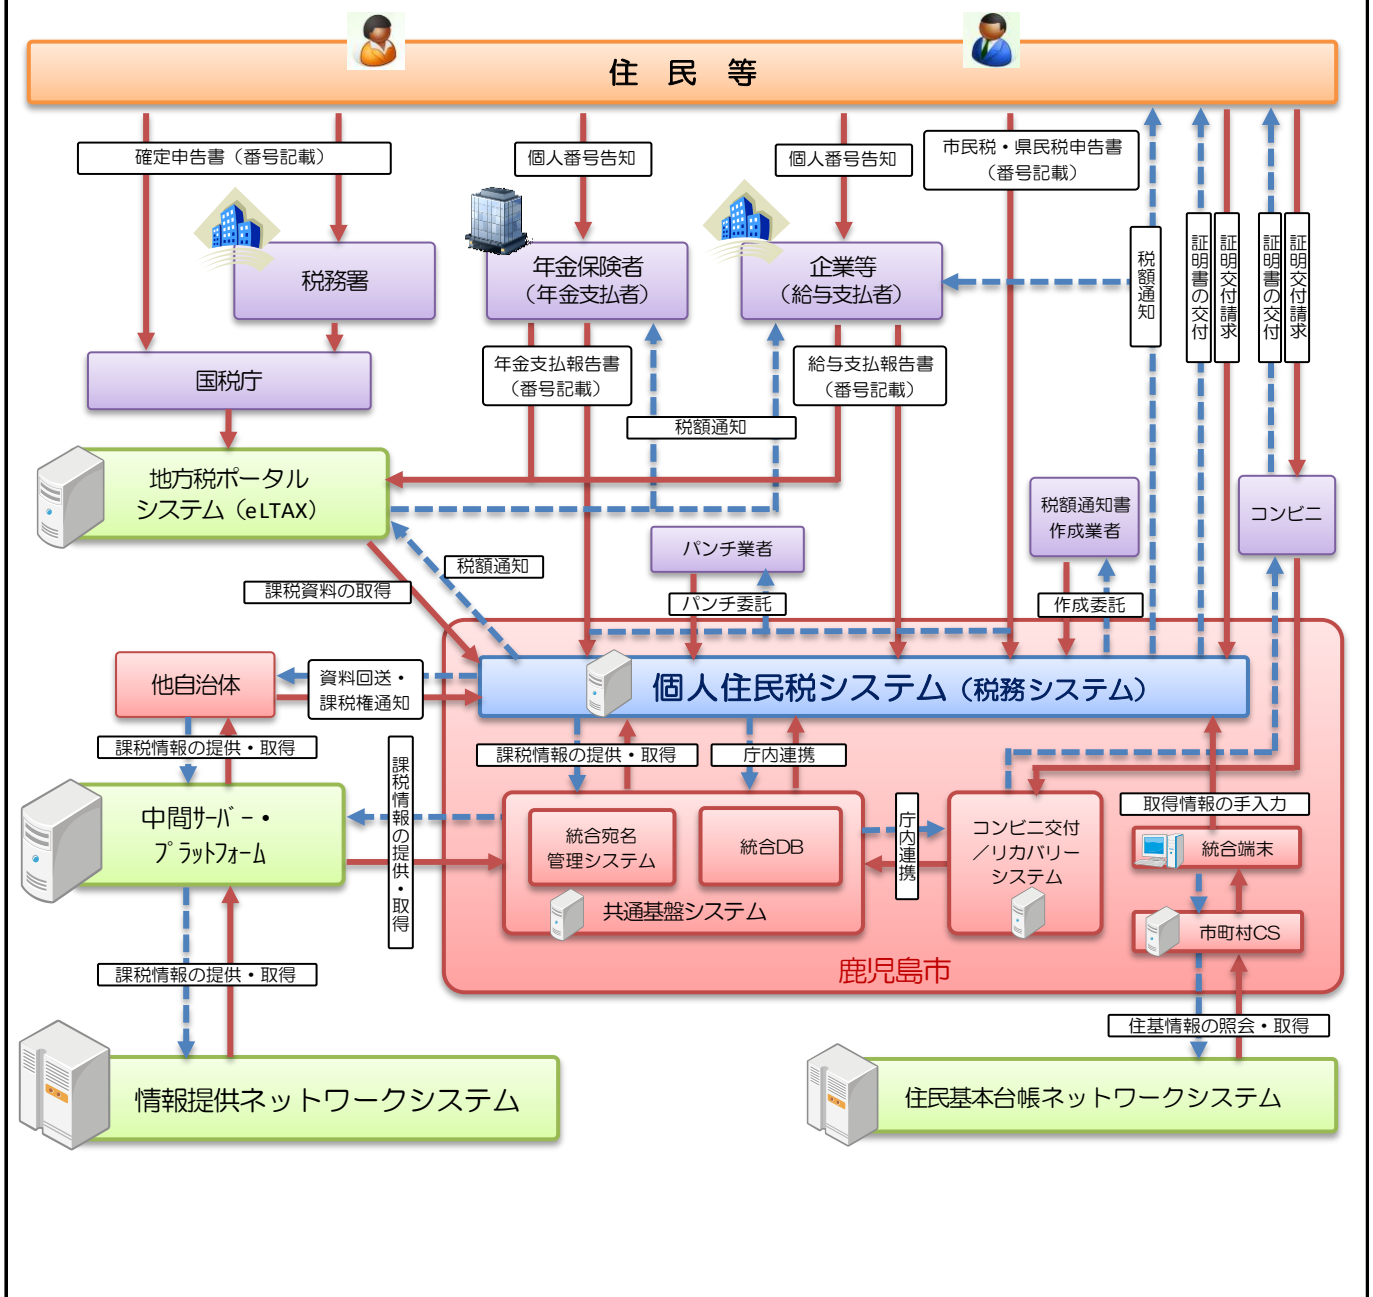 住　民　等
確定申告書（番号記載）
個人番号告知
個人番号告知
市民税・県民税申告書
（番号記載）
税務署
年金保険者
（年金支払者）
企業等
（給与支払者）
税額通知
証明書の交付
証明交付請求
証明書の交付
証明交付請求
国税庁
年金支払報告書
（番号記載）
給与支払報告書
（番号記載）
税額通知
地方税ポータル
システム（eLTAX）
税額通知書
作成業者
コンビニ
パンチ業者
税額通知
課税資料の取得
パンチ委託
作成委託
他自治体
資料回送・
課税権通知
個人住民税システム（税務システム）
課税情報の提供・取得
課税情報の提供・取得
課税情報の提供・取得
庁内連携
取得情報の手入力
中間ｻｰﾊﾞｰ・
ﾌﾟﾗｯﾄﾌｫｰﾑ
統合宛名
管理システム
統合DB
共通基盤システム
庁内連携
コンビニ交付
／リカバリー
システム
統合端末
市町村CS
鹿児島市
課税情報の提供・取得
住基情報の照会・取得
情報提供ネットワークシステム
住民基本台帳ネットワークシステム